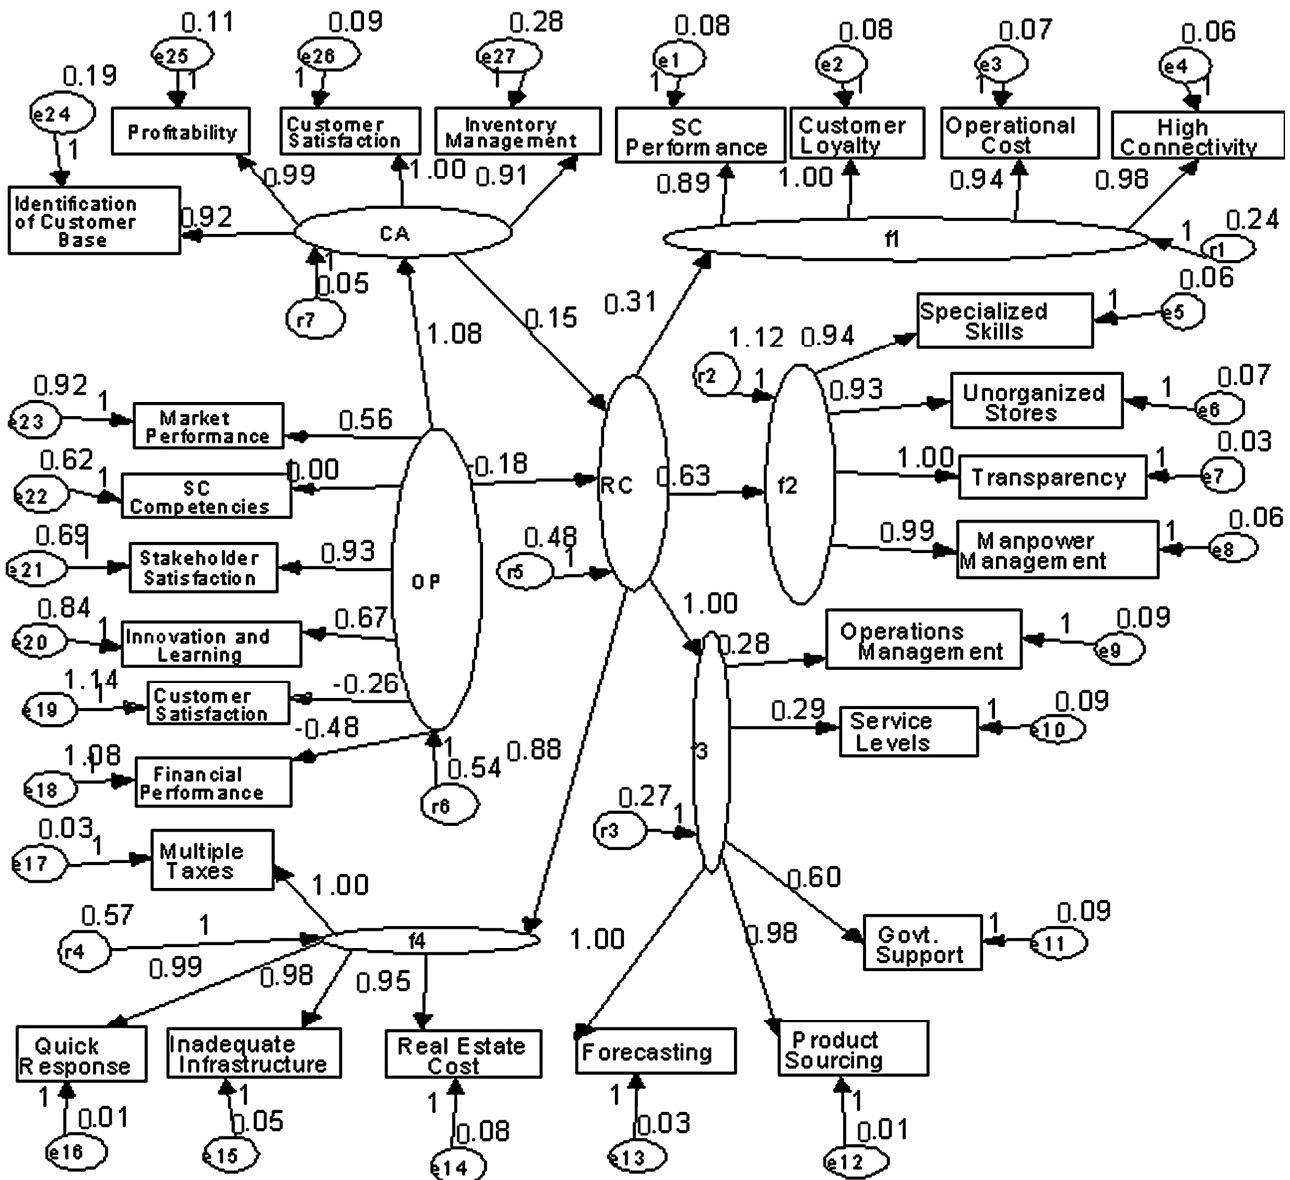 0.11
0.09
0.28
0.08
0.08
0.07
0.06
e25
e26
e27
e1
e2
e3
e4
0.19
1
1
1
1
1
1
1
e24
1
Profitability
Customer
Satisfaction
Inventory
Management
SC
Performance
Customer
Loyalty
Operational
Cost
High
Connectivity
Identification
of Customer
Base
0.99
1.00
0.91
0.89
1.00
0.94
0.98
0.92
CA
f1
1
0.24
r1
1
0.05
r7
1.08
0.15
0.31
Specialized
Skills
1
0.06
e5
1.12
0.94
r2
1
0.93
Unorganized
Stores
1
0.07
e6
0.92
e23
1
Market
Performance
0.56
0.62
e22
1
SC
Competencies
1.00
-0.18
RC
0.63
f2
1.00
Transparency
1
0.03
e7
0.69
e21
1
Stakeholder
Satisfaction
0.93
OP
0.48
r5
1
0.99
Manpower
Management
1
0.06
e8
0.84
e20
1
Innovation and
Learning
0.67
1.00
0.28
Operations
Management
1
0.09
e9
1.14
e19
1
Customer
Satisfaction
-0.26
-0.48
0.29
Service
Levels
1
0.09
e10
1.08
e18
1
Financial
Performance
1
0.54
r6
0.88
f3
0.27
r3
1
0.03
e17
1
Multiple
Taxes
1.00
0.60
0.57
r4
1
f4
0.99
0.98
0.95
1.00
0.98
Govt.
Support
1
0.09
e11
Quick
Response
Inadequate
Infrastructure
Real Estate
Cost
Forecasting
Product
Sourcing
1
0.01
e16
1
0.05
e15
1
0.08
e14
1
0.03
e13
1
0.01
e12